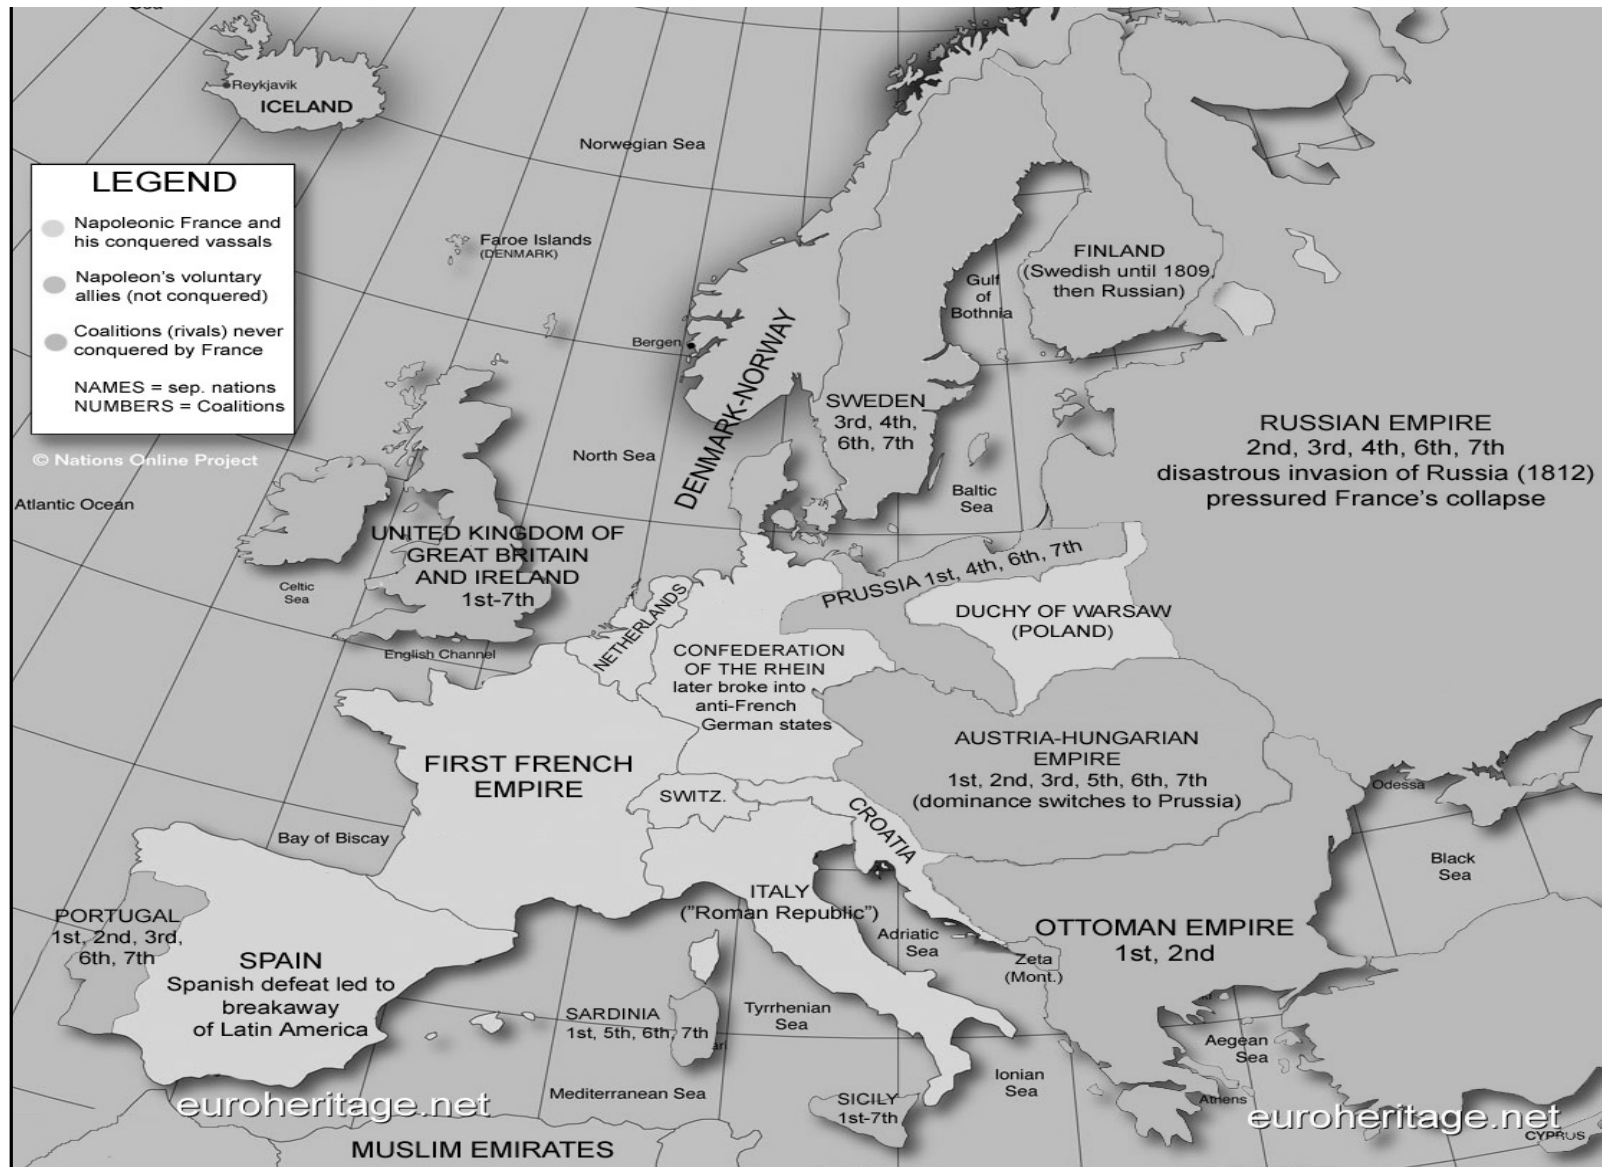 Reykjavik
ICELAND
Norwegian Sea
LEGEND
Napoleonic France and
his conquered vassals
Napoleon's voluntary
allies (not conquered)
Coalitions (rivals) never
conquered by France
NAMES = sep. nations
NUMBERS = Coalitions
© Nations Online Project
Faroe Islands
(DENMARK)
FINLAND
(Swedish until 1809,
then Russian)
Gulf
of
Bothnia
Bergen
DENMARK-NORWAY
SWEDEN
3rd, 4th,
6th, 7th
RUSSIAN EMPIRE
2nd, 3rd, 4th, 6th, 7th
disastrous invasion of Russia (1812)
pressured France's collapse
North Sea
Baltic
Sea
Atlantic Ocean
UNITED KINGDOM OF
GREAT BRITAIN
AND IRELAND
1st-7th
Celtic
Sea
English Channel
NETHERLANDS
PRUSSIA 1st, 4th, 6th, 7th
DUCHY OF WARSAW
(POLAND)
CONFEDERATION
OF THE RHEIN
later broke into
anti-French
German states
FIRST FRENCH
EMPIRE
AUSTRIA-HUNGARIAN
EMPIRE
1st, 2nd, 3rd, 5th, 6th, 7th
(dominance switches to Prussia)
SWITZ.
CROATIA
Odessa
Bay of Biscay
Black
Sea
ITALY
("Roman Republic")
PORTUGAL
1st, 2nd, 3rd,
6th, 7th
Adriatic
Sea
OTTOMAN EMPIRE
1st, 2nd
Zeta
(Mont.)
SPAIN
Spanish defeat led to
breakaway
of Latin America
SARDINIA
1st, 5th, 6th, 7th
Tyrrhenian
Sea
Aegean
Sea
Ionian
Sea
Mediterranean Sea
SICILY
1st-7th
Athens
euroheritage.net
euroheritage.net
CYPRUS
MUSLIM EMIRATES